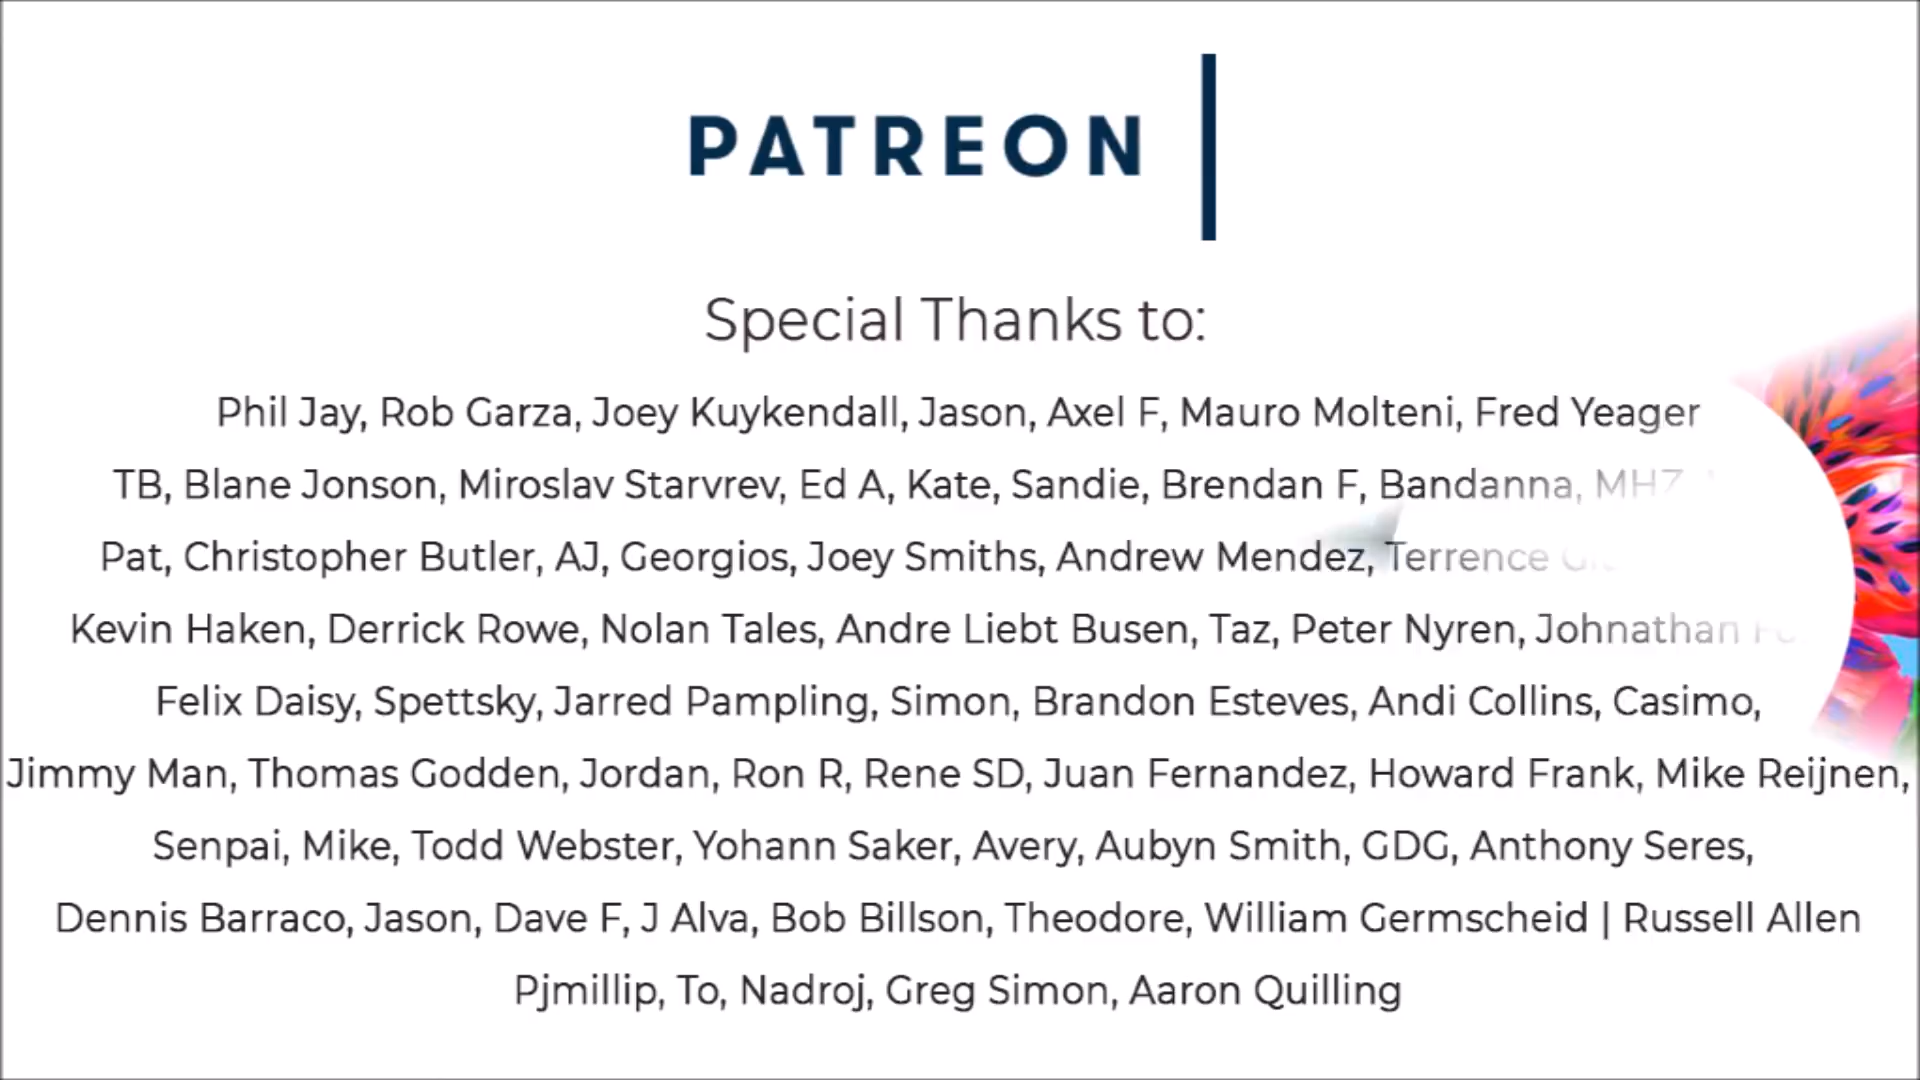 PATREON
Special Thanks to:
Phil Jay, Rob Garza, Joey Kuykendall, Jason, Axel F, Mauro Molteni, Fred Yeager
TB, Blane Jonson, Miroslav Starvrev, Ed A, Kate, Sandie, Brendan F, Bandanna, MHZ
Pat, Christopher Butler, AJ, Georgios, Joey Smiths, Andrew Mendez, Terrence
Kevin Haken, Derrick Rowe, Nolan Tales, Andre Liebt Busen, Taz, Peter Nyren, Johnathan
Felix Daisy, Spettsky, Jarred Pampling, Simon, Brandon Esteves, Andi Collins, Casimo,
Jimmy Man, Thomas Godden, Jordan, Ron R, Rene SD, Juan Fernandez, Howard Frank, Mike Reijnen,
Senpai, Mike, Todd Webster, Yohann Saker, Avery, Aubyn Smith, GDG, Anthony Seres,
Dennis Barraco, Jason, Dave F, J Alva, Bob Billson, Theodore, William Germscheid | Russell Allen
Pjmillip, To, Nadroj, Greg Simon, Aaron Quilling